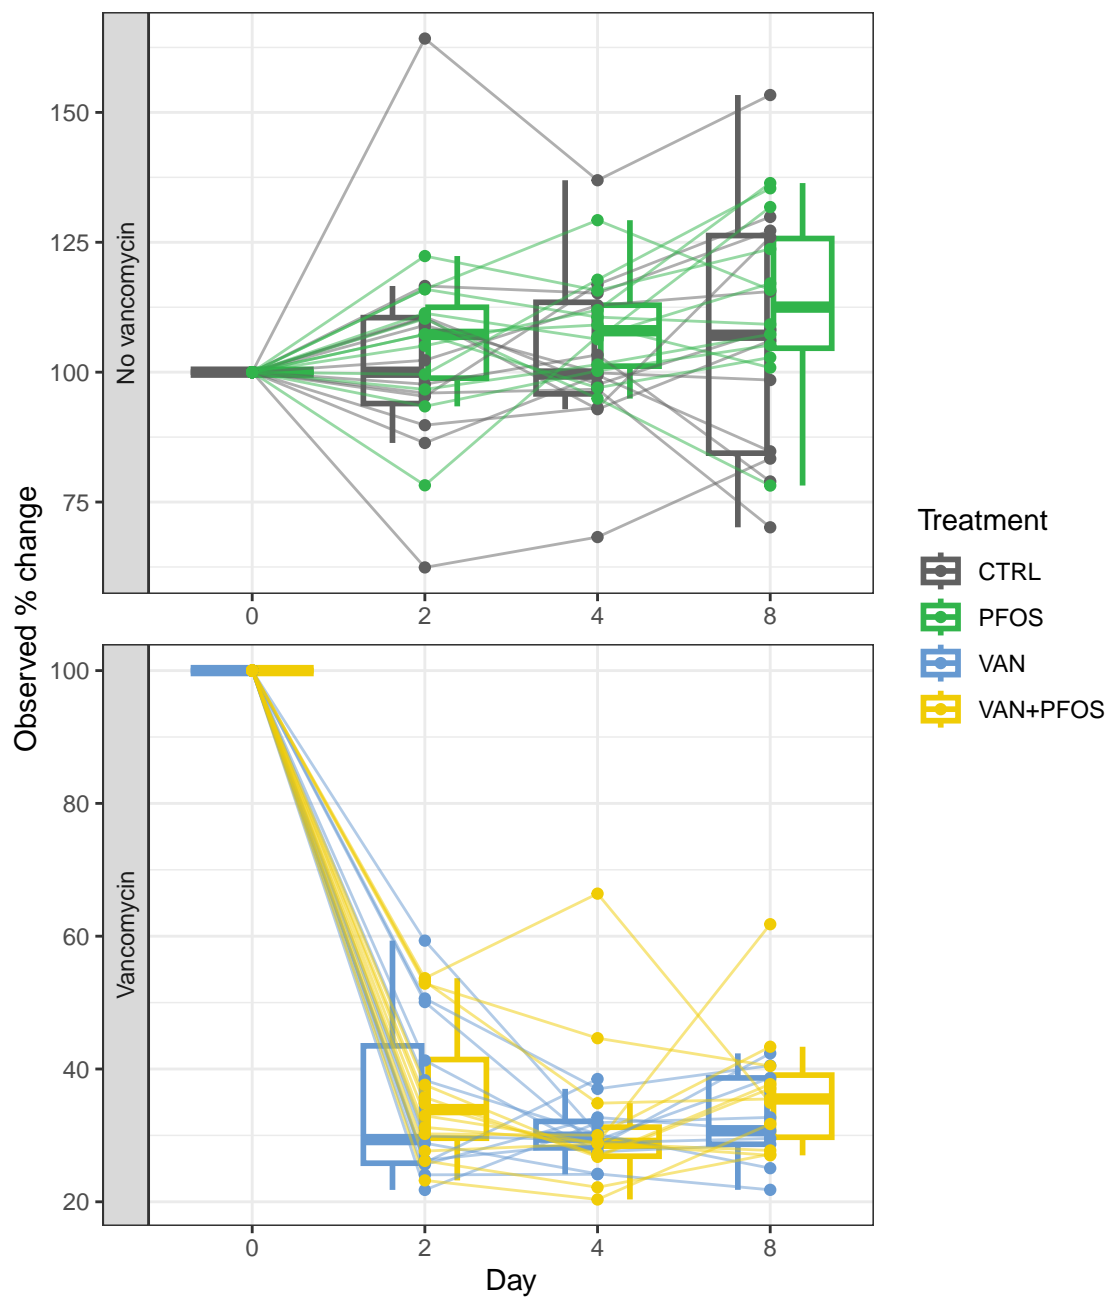 Observed % change
No vancomycin
150
125
100
75
0 2 4 8
Vancomycin
100
80
60
40
20
0 2 4 8
Day
Treatment
CTRL
PFOS
VAN
VAN+PFOS